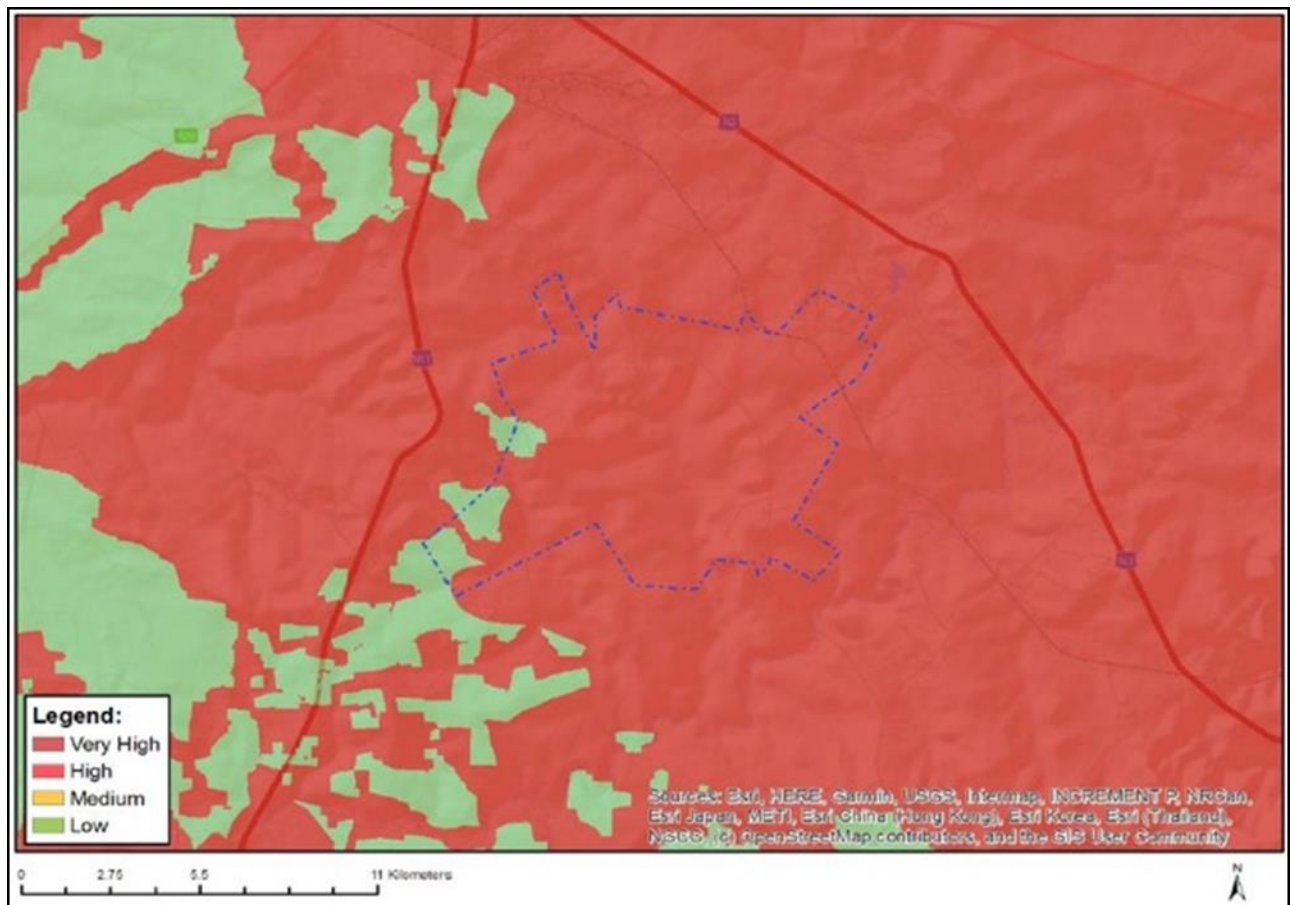 N2
N2
Legend:
Very High
High
Medium
Low
Sources: Esri, HERE, Garmin, USGS, Intermap, INCREMENT P, NRCan,
Esri Japan, METI, Esri China (Hong Kong), Esri Korea, Esri (Thailand),
NGCC, (c) OpenStreetMap contributors, and the GIS User Community
0 2.75 5.5 11 Kilometers
N